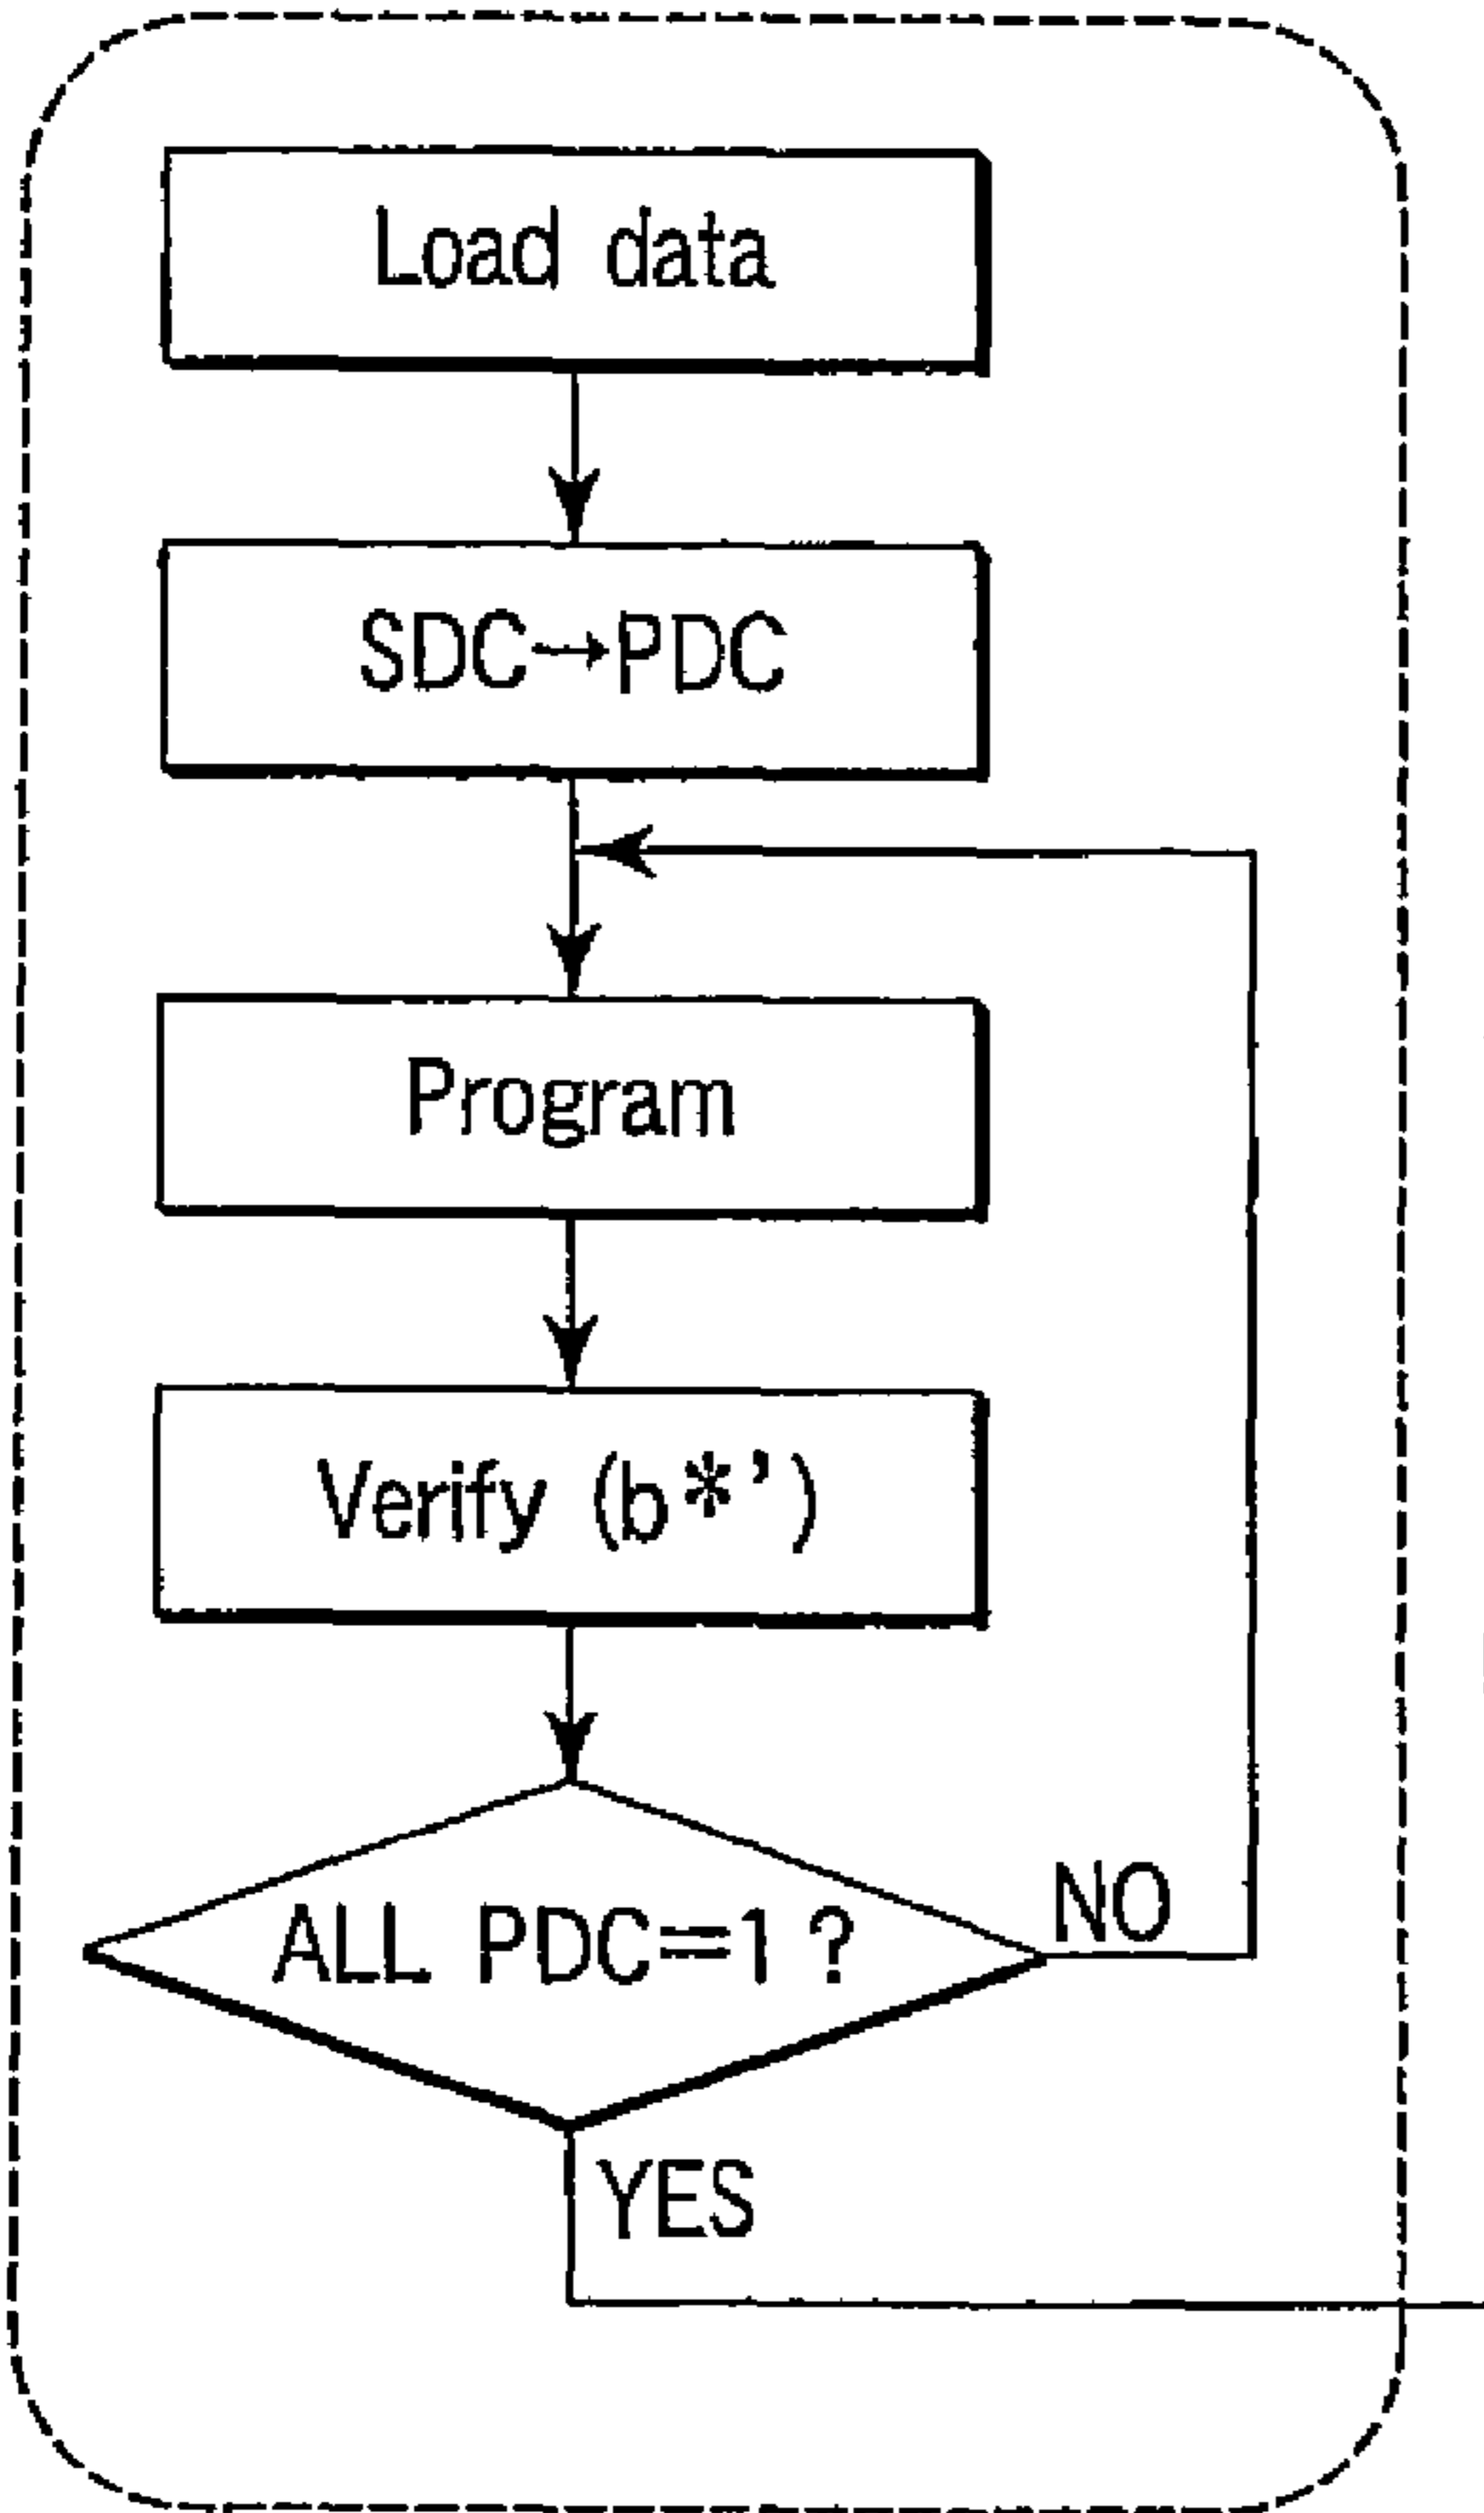 Load data
SDC→PDC
Program
Verify (b*’)
ALL PDC=1 ?
NO
YES